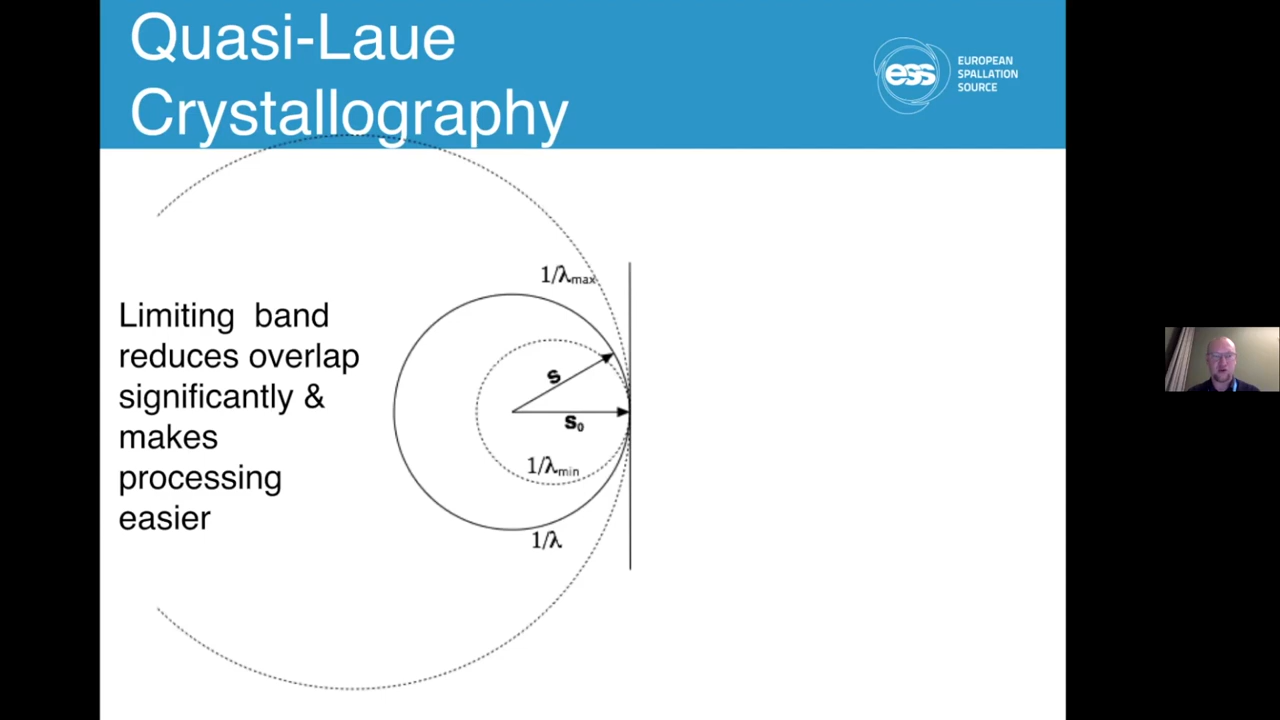 Quasi-Laue
Crystallography
ess
EUROPEAN
SPALLATION
SOURCE
Limiting  band
reduces overlap
significantly &
makes
processing
easier
1/λmax
s
s0
1/λmin
1/λ